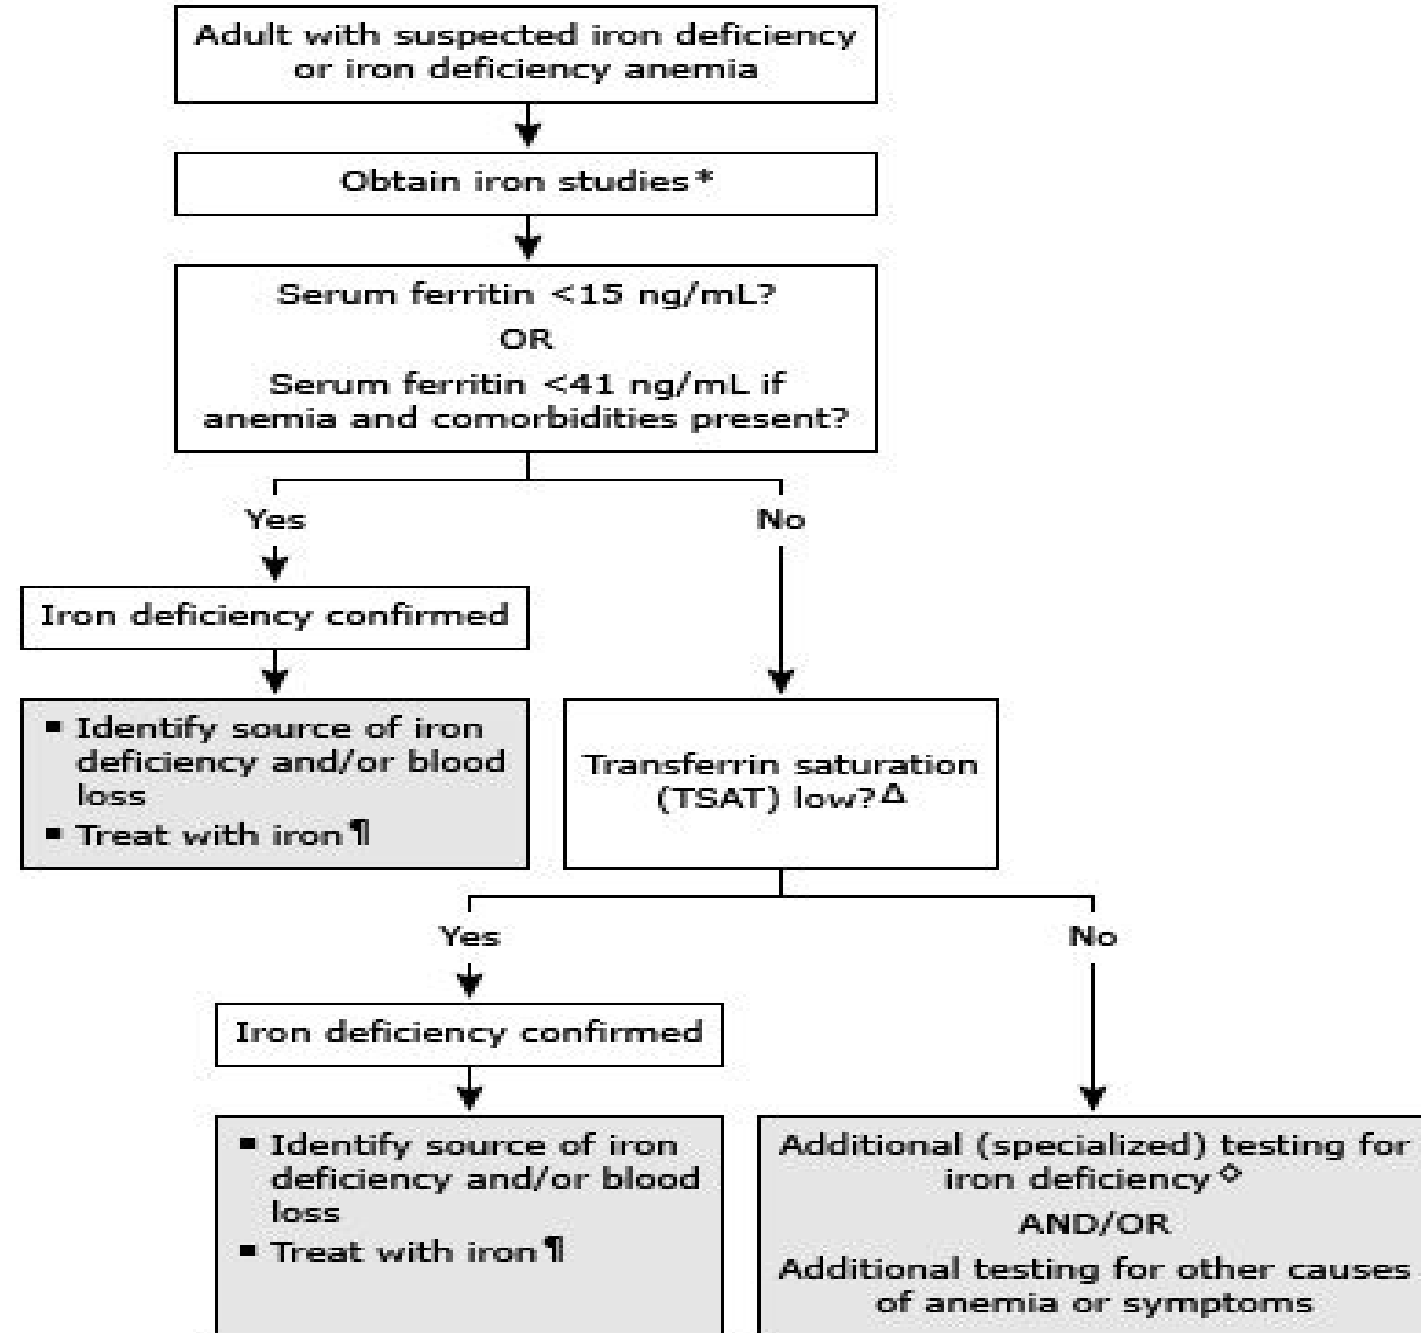 Adult with suspected iron deficiency
or iron deficiency anemia
Obtain iron studies*
Serum ferritin <15 ng/mL?
OR
Serum ferritin <41 ng/mL if
anemia and comorbidities present?
Yes
No
Iron deficiency confirmed
▪ Identify source of iron
deficiency and/or blood
loss
▪ Treat with iron¶
Transferrin saturation
(TSAT) low?Δ
Yes
No
Iron deficiency confirmed
▪ Identify source of iron
deficiency and/or blood
loss
▪ Treat with iron¶
Additional (specialized) testing for
iron deficiency◇
AND/OR
Additional testing for other causes
of anemia or symptoms